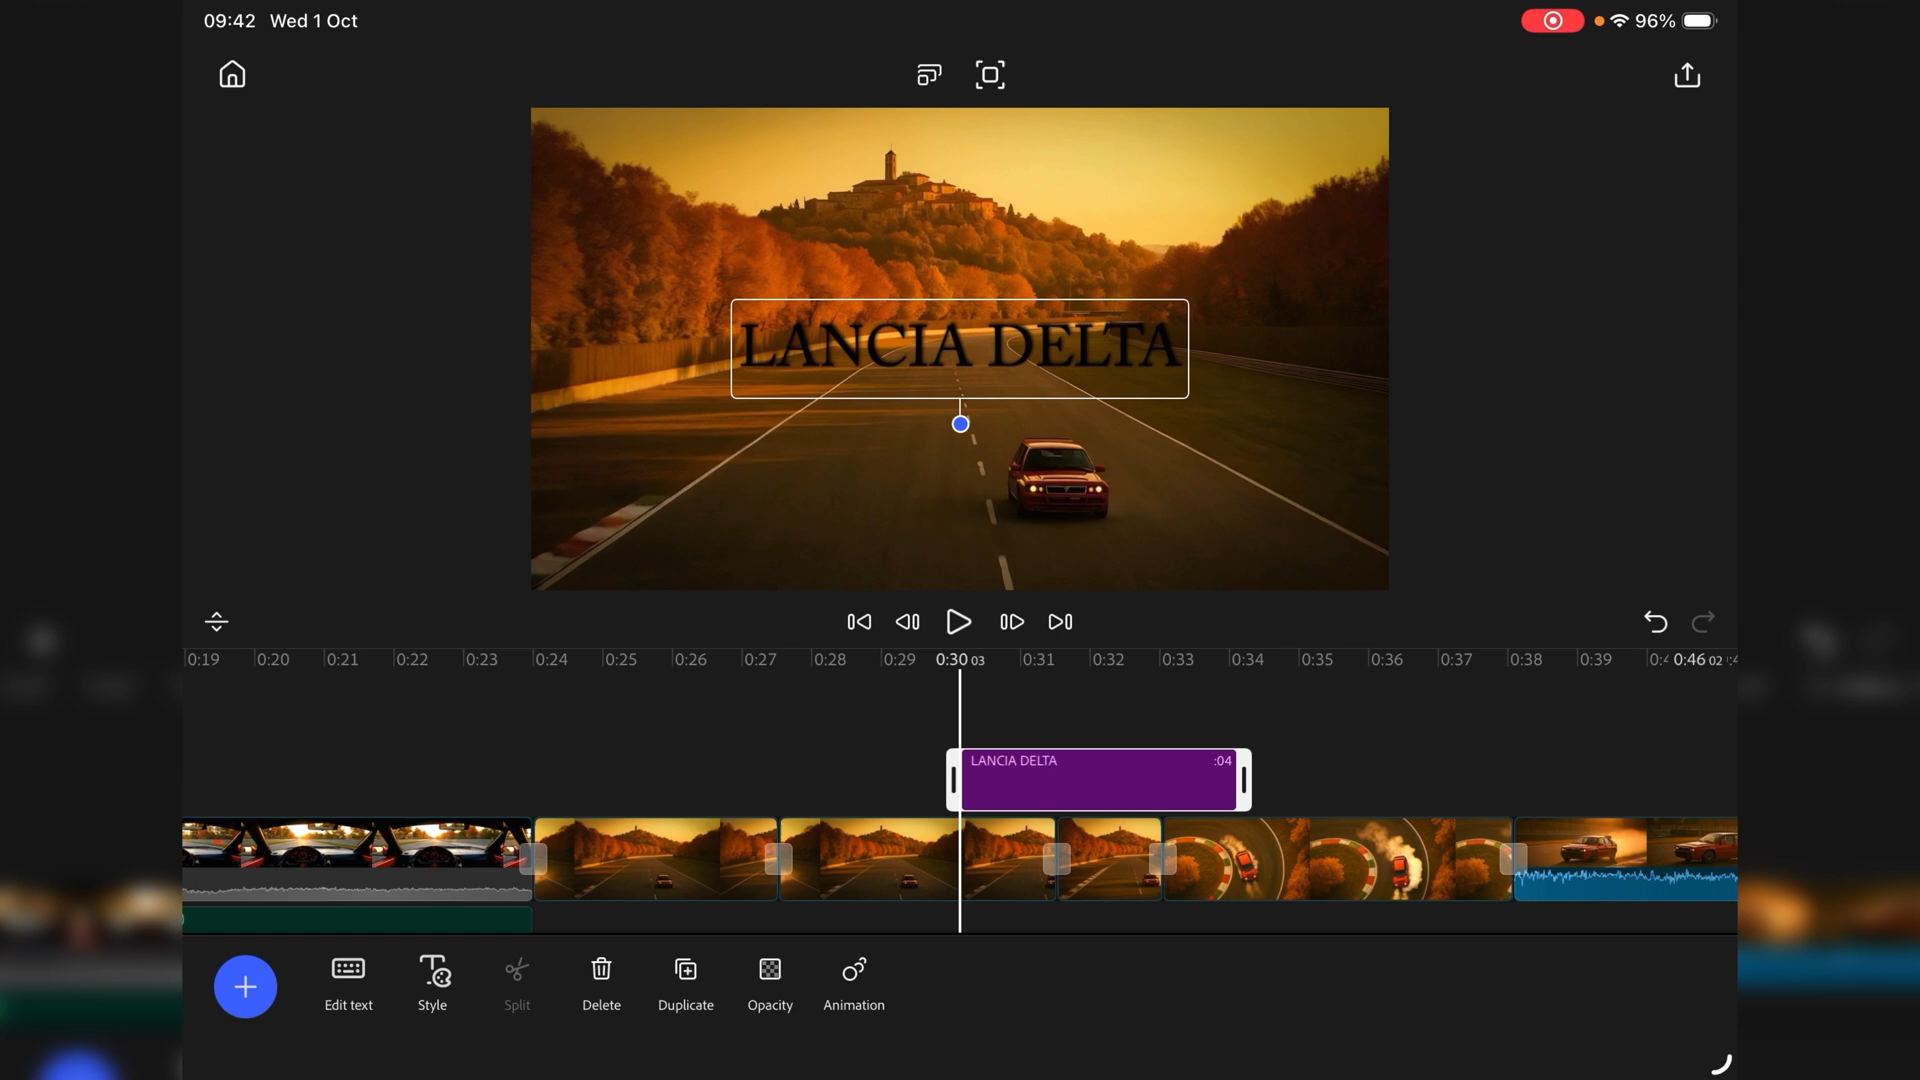 09:42 Wed 1 Oct
96%
LANCIA DELTA
0:19 0:20 0:21 0:22 0:23 0:24 0:25 0:26 0:27 0:28 0:29 0:30 03 0:31 0:32 0:33 0:34 0:35 0:36 0:37 0:38 0:39 0:46 02
LANCIA DELTA :04
Edit text Style Split Delete Duplicate Opacity Animation